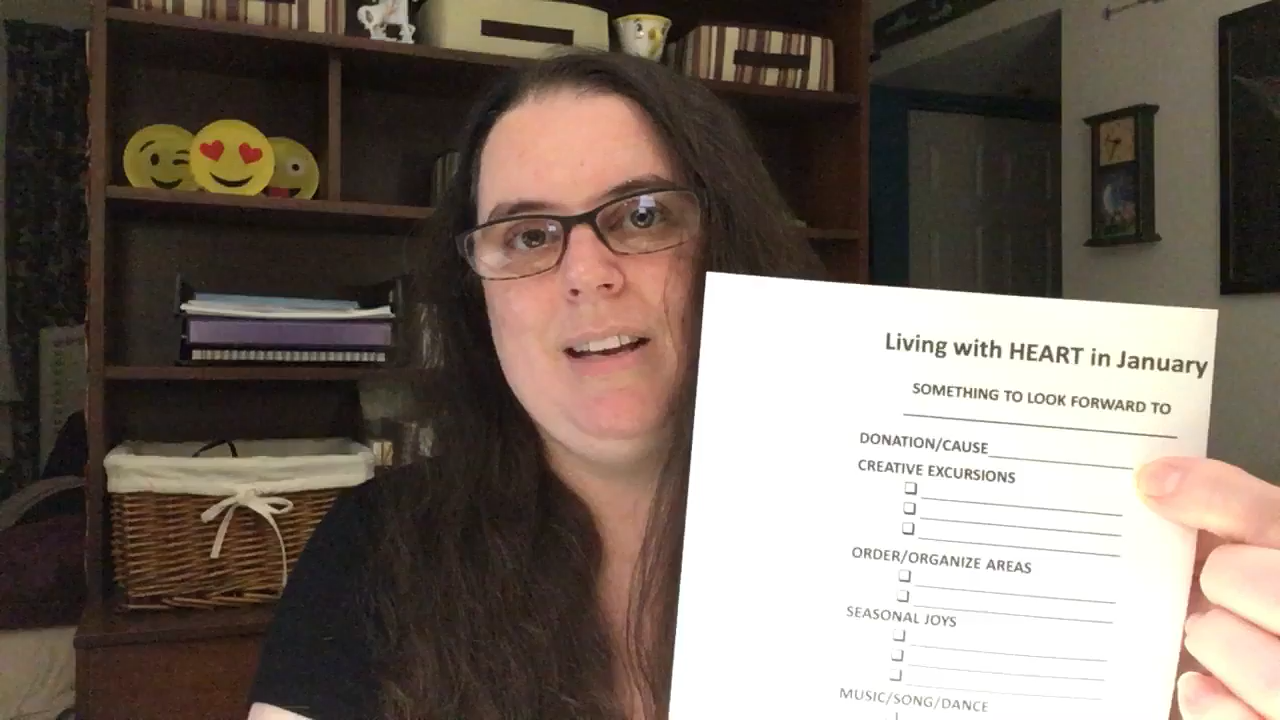 Living with HEART in January
SOMETHING TO LOOK FORWARD TO
DONATION/CAUSE
CREATIVE EXCURSIONS
ORDER/ORGANIZE AREAS
SEASONAL JOYS
MUSIC/SONG/DANCE